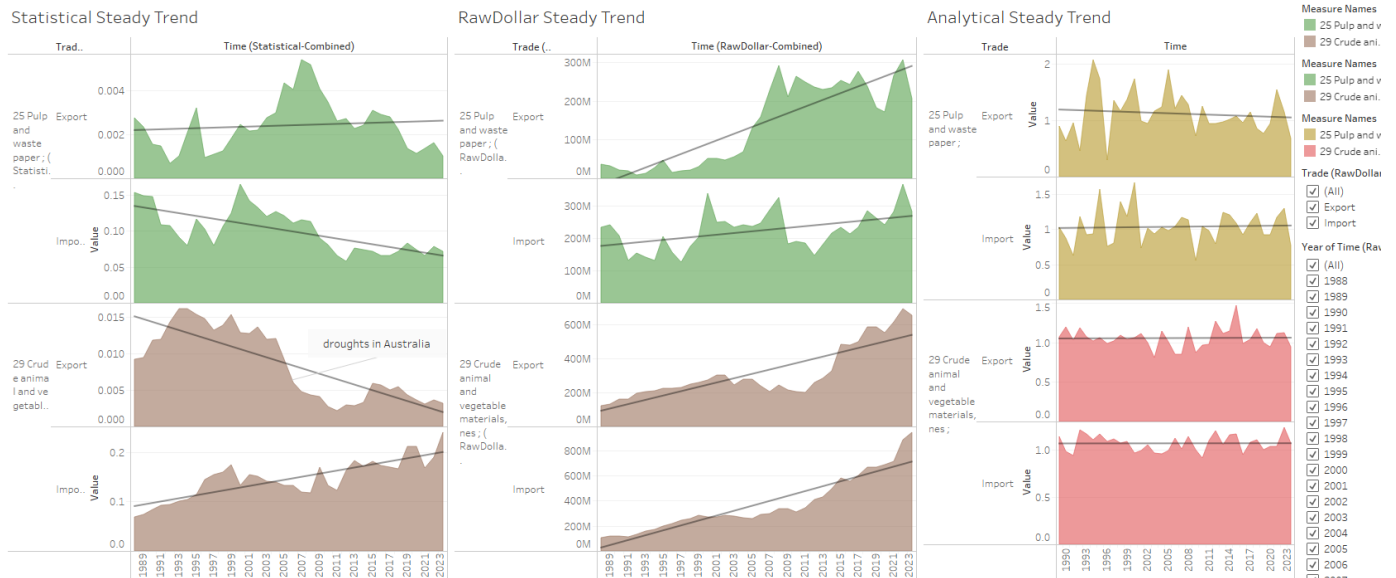 Statistical Steady Trend
Trad..
Time (Statistical-Combined)
25 Pulp
and
waste
paper ; (
Statisti..
.
Export
0.004
0.002
0.000
Impo..
Value
0.15
0.10
0.05
0.00
29 Crud
e anima
l and ve
getabl..
Export
0.015
0.010
0.005
0.000
droughts in Australia
Impo..
Value
0.2
0.1
0.0
1989
1991
1993
1995
1997
1999
2001
2003
2005
2007
2009
2011
2013
2015
2017
2019
2021
2023
RawDollar Steady Trend
Trade (..
Time (RawDollar-Combined)
25 Pulp
and waste
paper ; (
RawDolla.
.
Export
300M
200M
100M
0M
Import
300M
200M
100M
0M
29 Crude
animal
and
vegetable
materials,
nes ; (
RawDolla.
.
Export
600M
400M
200M
0M
Import
800M
600M
400M
200M
0M
1989
1991
1993
1995
1997
1999
2001
2003
2005
2007
2009
2011
2013
2015
2017
2019
2021
2023
Analytical Steady Trend
Trade
Time
25 Pulp
and waste
paper ;
Export
Value
2
1
0
Import
Value
1.5
1.0
0.5
0
29 Crude
animal
and
vegetable
materials,
nes ;
Export
Value
1.5
1.0
0.5
0.0
Import
Value
1.0
0.5
0.0
1990
1993
1996
1999
2002
2005
2008
2011
2014
2017
2020
2023
Measure Names
25 Pulp and w
29 Crude ani.
Measure Names
25 Pulp and w
29 Crude ani.
Measure Names
25 Pulp and w
29 Crude ani.
Trade (RawDollar
(All)
Export
Import
Year of Time (Rav
(All)
1988
1989
1990
1991
1992
1993
1994
1995
1996
1997
1998
1999
2000
2001
2002
2003
2004
2005
2006